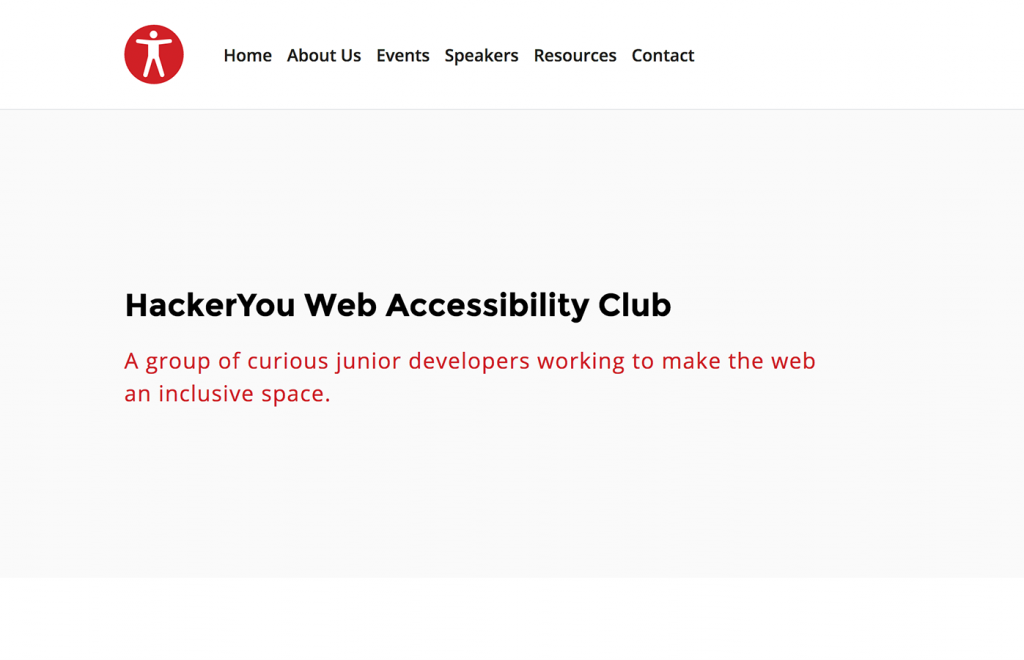 Home About Us Events Speakers Resources Contact
HackerYou Web Accessibility Club
A group of curious junior developers working to make the web
an inclusive space.